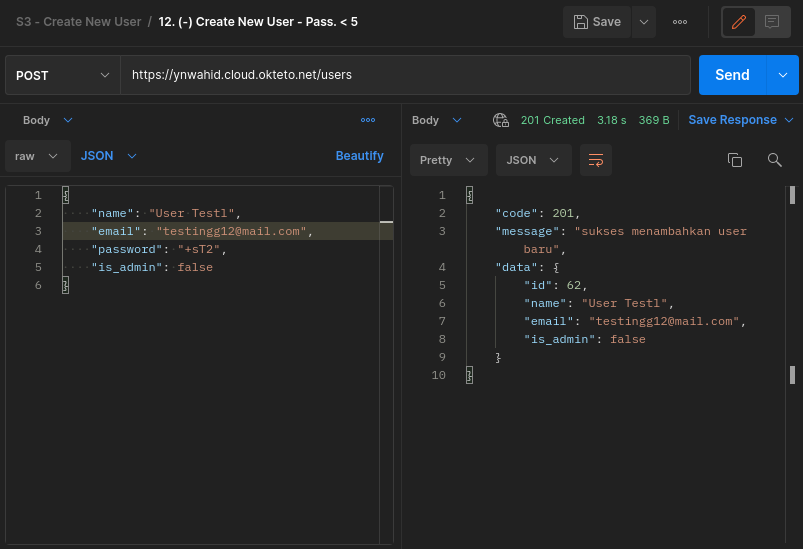 S3 - Create New User / 12. (-) Create New User - Pass. < 5
Save
POST
https://ynwahid.cloud.okteto.net/users
Send
Body
raw
JSON
Beautify
1 {
2 "name": "User Testl",
3 "email": "testingg12@mail.com",
4 "password": "+sT2",
5 "is_admin": false
6 }
Body
201 Created 3.18 s 369 B
Save Response
Pretty
JSON
1 {
2 "code": 201,
3 "message": "sukses menambahkan user
baru",
4 "data": {
5 "id": 62,
6 "name": "User Testl",
7 "email": "testingg12@mail.com",
8 "is_admin": false
9 }
10 }